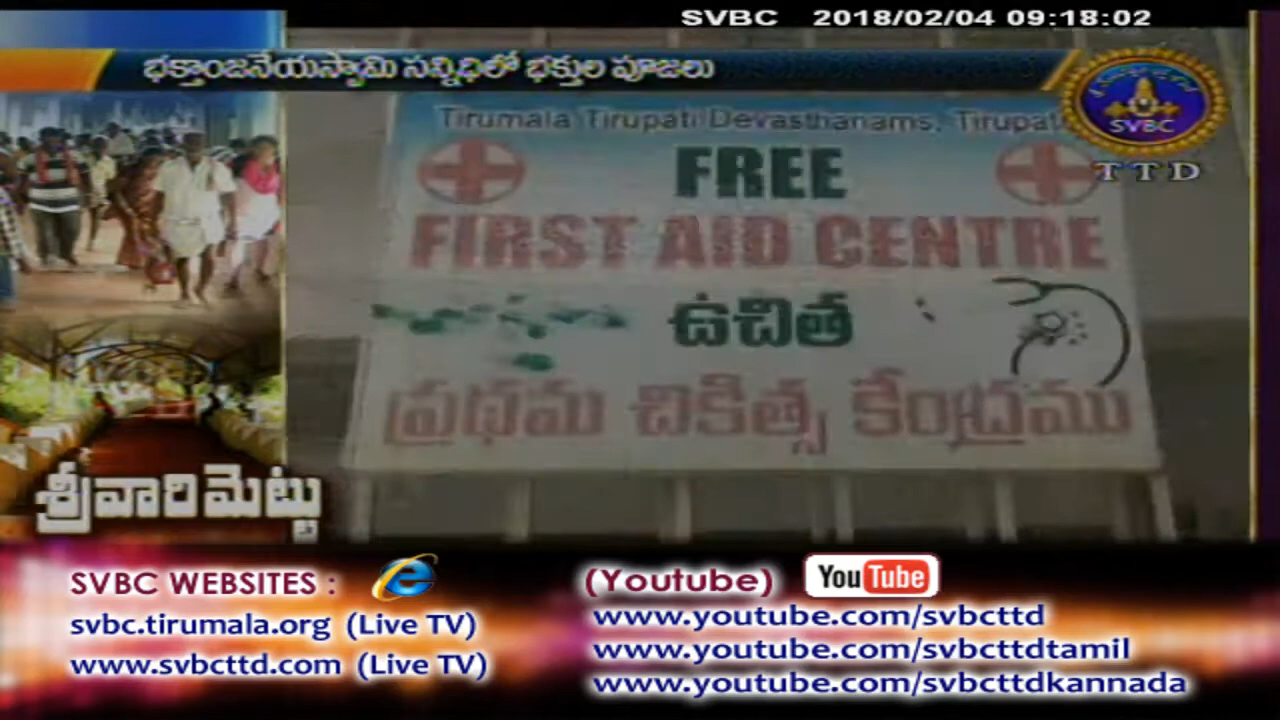 SVBC 2018/02/04 09:18:02
భక్తాంజనేయస్వామి సన్నిధిలో భక్తుల పూజలు
SVBC
TTD
Tirumala Tirupati Devasthanams, Tirupati
FREE
FIRST AID CENTRE
ఉచిత
ప్రథమ చికిత్స కేంద్రము
శ్రీవారిమెట్టు
SVBC WEBSITES :
svbc.tirumala.org (Live TV)
www.svbcttd.com (Live TV)
(Youtube) YouTube
www.youtube.com/svbcttd
www.youtube.com/svbcttdtamil
www.youtube.com/svbcttdkannada